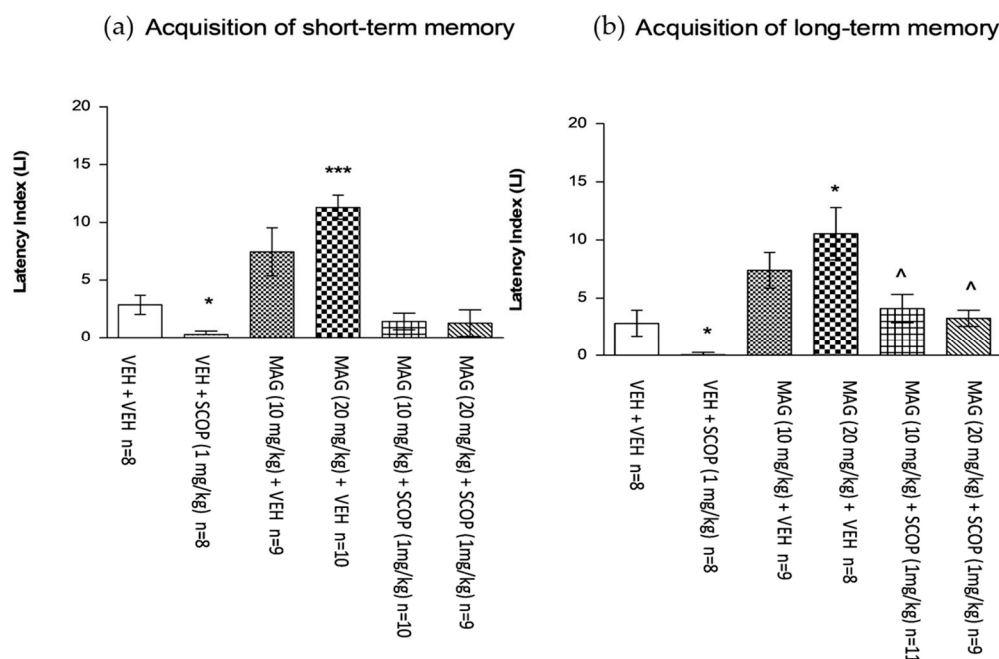 (a) Acquisition of short-term memory
Latency Index (LI)
20
15
10
5
0
*
***
VEH + VEH n=8
VEH + SCOP (1 mg/kg) n=8
MAG (10 mg/kg) + VEH n=9
MAG (20 mg/kg) + VEH n=10
MAG (10 mg/kg) + SCOP (1mg/kg) n=10
MAG (20 mg/kg) + SCOP (1mg/kg) n=9
(b) Acquisition of long-term memory
Latency Index (LI)
20
15
10
5
0
*
*
^
^
VEH + VEH n=8
VEH + SCOP (1 mg/kg) n=8
MAG (10 mg/kg) + VEH n=9
MAG (20 mg/kg) + VEH n=8
MAG (10 mg/kg) + SCOP (1mg/kg) n=11
MAG (20 mg/kg) + SCOP (1mg/kg) n=9